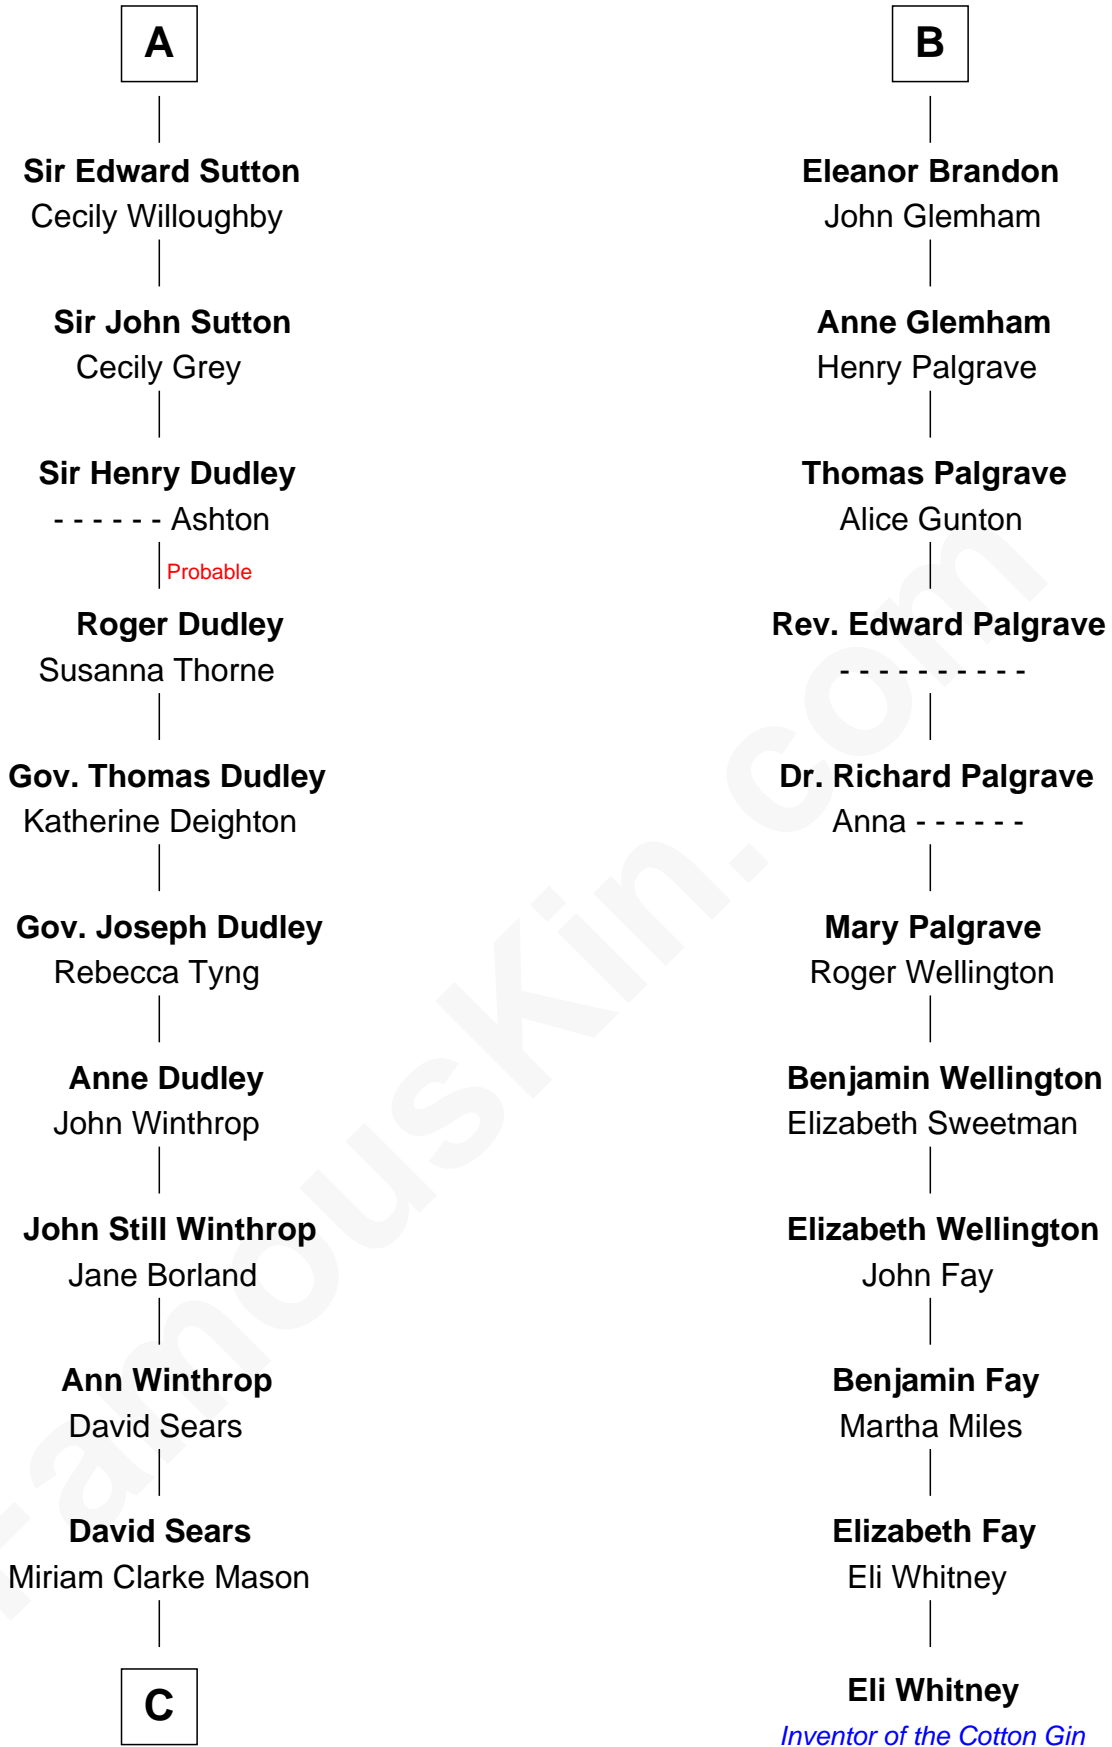 A
Sir Edward Sutton
Cecily Willoughby
Sir John Sutton
Cecily Grey
Sir Henry Dudley
- - - - - - Ashton
Probable
Roger Dudley
Susanna Thorne
Gov. Thomas Dudley
Katherine Deighton
Gov. Joseph Dudley
Rebecca Tyng
Anne Dudley
John Winthrop
John Still Winthrop
Jane Borland
Ann Winthrop
David Sears
David Sears
Miriam Clarke Mason
C
B
Eleanor Brandon
John Glemham
Anne Glemham
Henry Palgrave
Thomas Palgrave
Alice Gunton
Rev. Edward Palgrave
- - - - - - - - - -
Dr. Richard Palgrave
Anna - - - - - -
Mary Palgrave
Roger Wellington
Benjamin Wellington
Elizabeth Sweetman
Elizabeth Wellington
John Fay
Benjamin Fay
Martha Miles
Elizabeth Fay
Eli Whitney
Eli Whitney
Inventor of the Cotton Gin
FamousKin.com